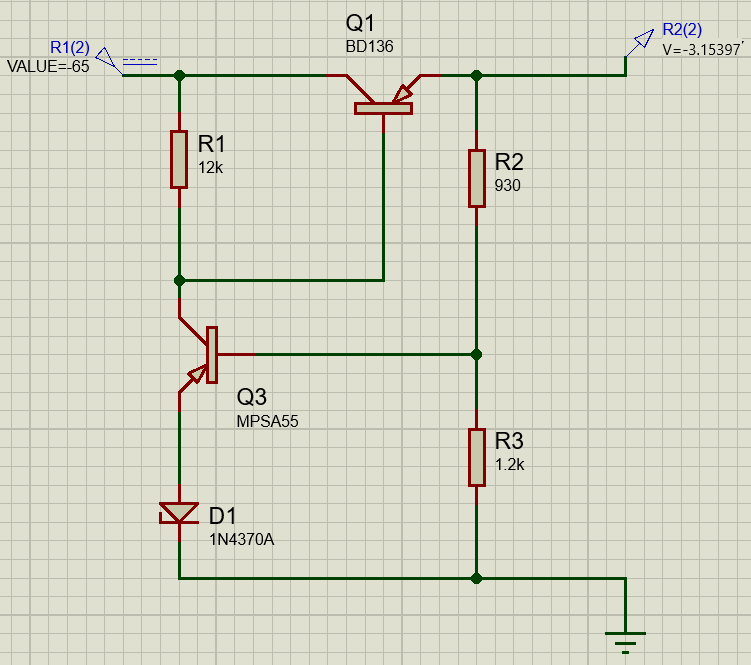 Q1
BD136
R1(2)
VALUE=-65
R2(2)
V=-3.15397
R1
12k
R2
930
Q3
MPSA55
R3
1.2k
D1
1N4370A